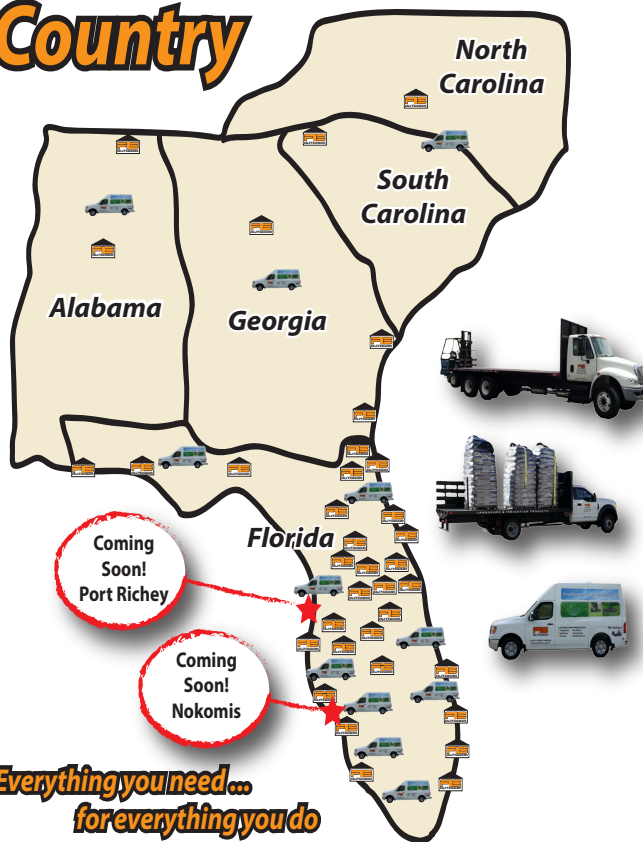 Country
North
Carolina
South
Carolina
Alabama
Georgia
Florida
Coming
Soon!
Port Richey
Coming
Soon!
Nokomis
Everything you need ...
for everything you do